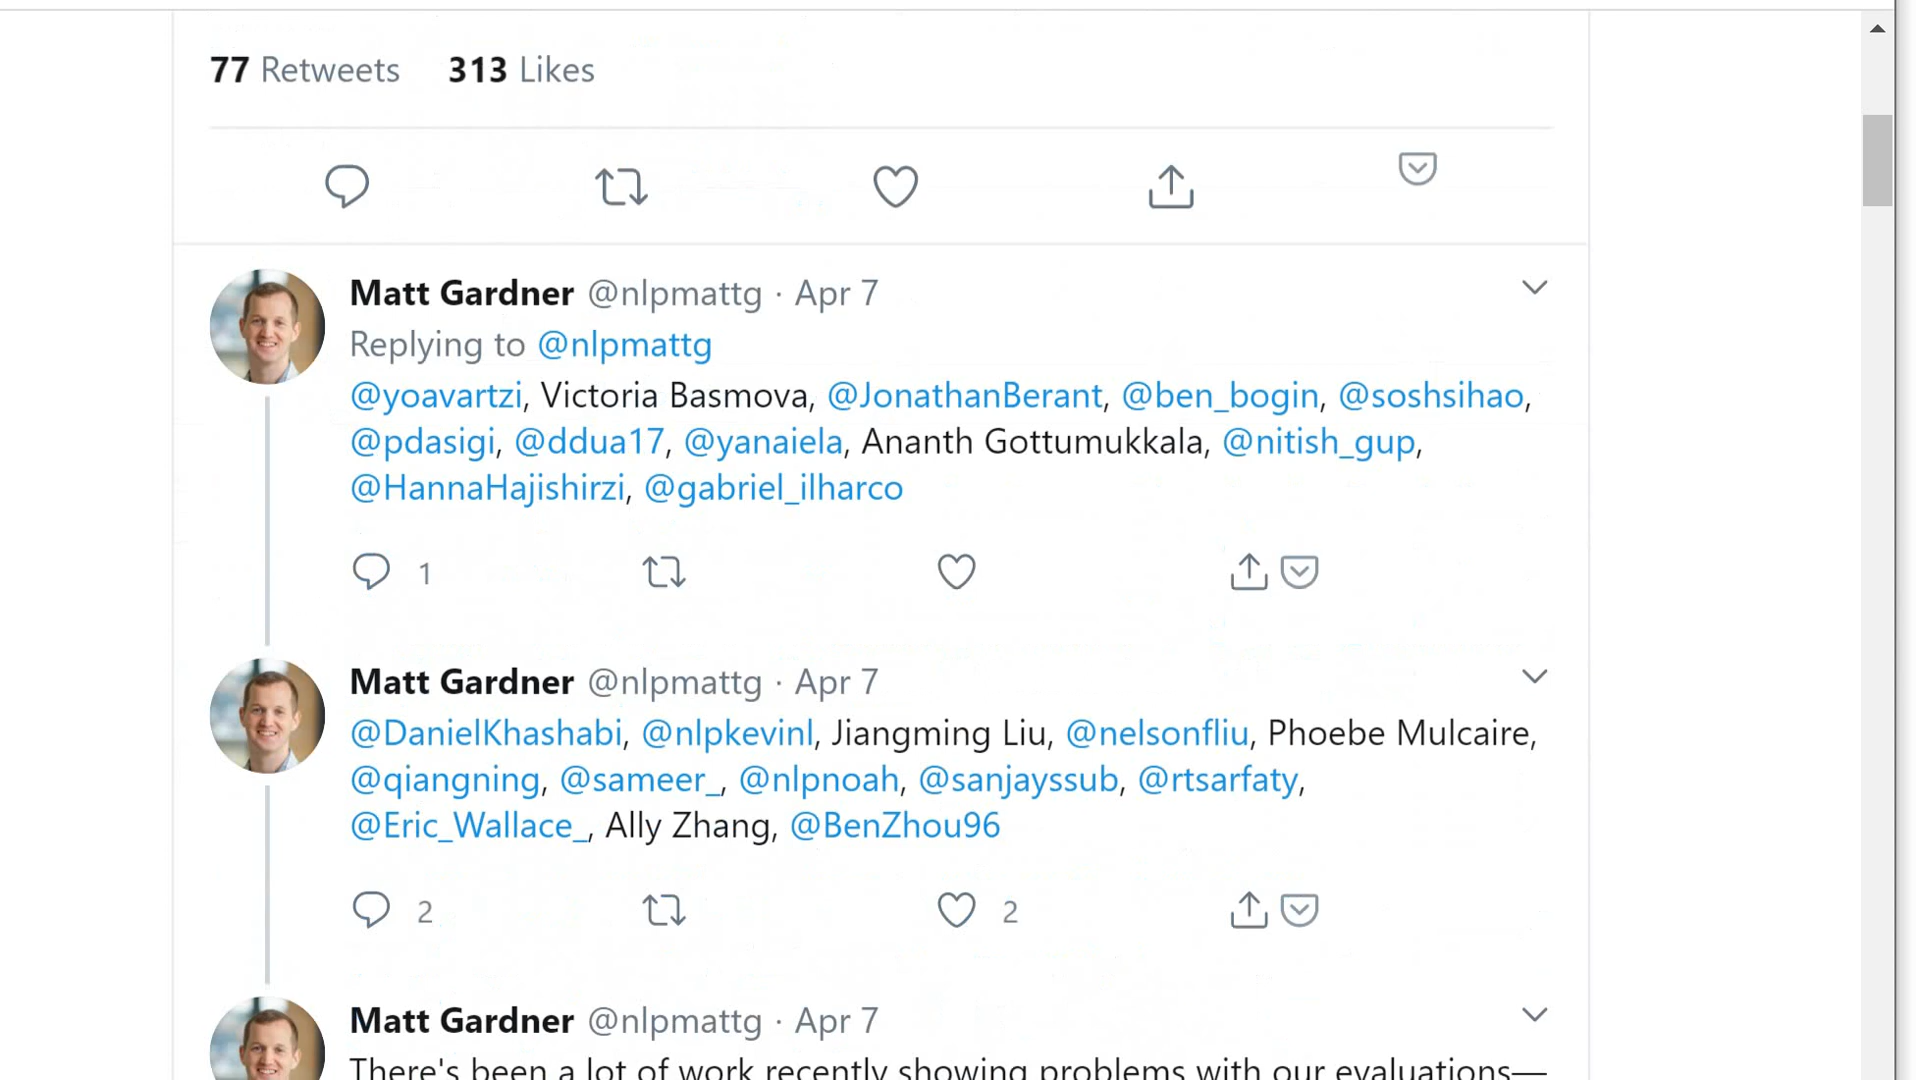 77 Retweets 313 Likes
Matt Gardner @nlpmattg · Apr 7
Replying to @nlpmattg
@yoavartzi, Victoria Basmova, @JonathanBerant, @ben_bogin, @soshsihao,
@pdasigi, @ddua17, @yanaiela, Ananth Gottumukkala, @nitish_gup,
@HannaHajishirzi, @gabriel_ilharco
1
Matt Gardner @nlpmattg · Apr 7
@DanielKhashabi, @nlpkevinl, Jiangming Liu, @nelsonfliu, Phoebe Mulcaire,
@qiangning, @sameer_, @nlpnoah, @sanjayssub, @rtsarfaty,
@Eric_Wallace_, Ally Zhang, @BenZhou96
2 2
Matt Gardner @nlpmattg · Apr 7
There's been a lot of work recently showing problems with our evaluations—